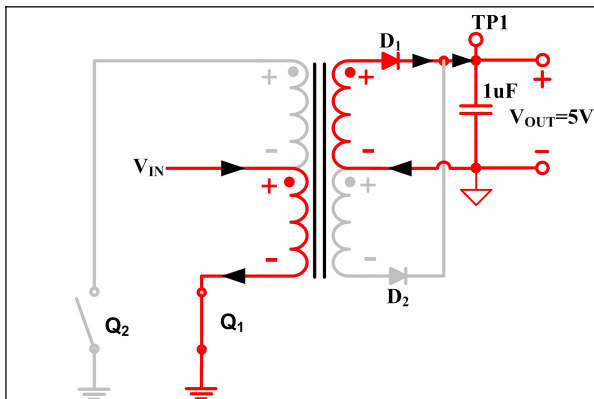 TP1
D1
+
+
+
1uF
VOUT=5V
-
-
-
VIN
+
+
-
-
D2
Q2
Q1